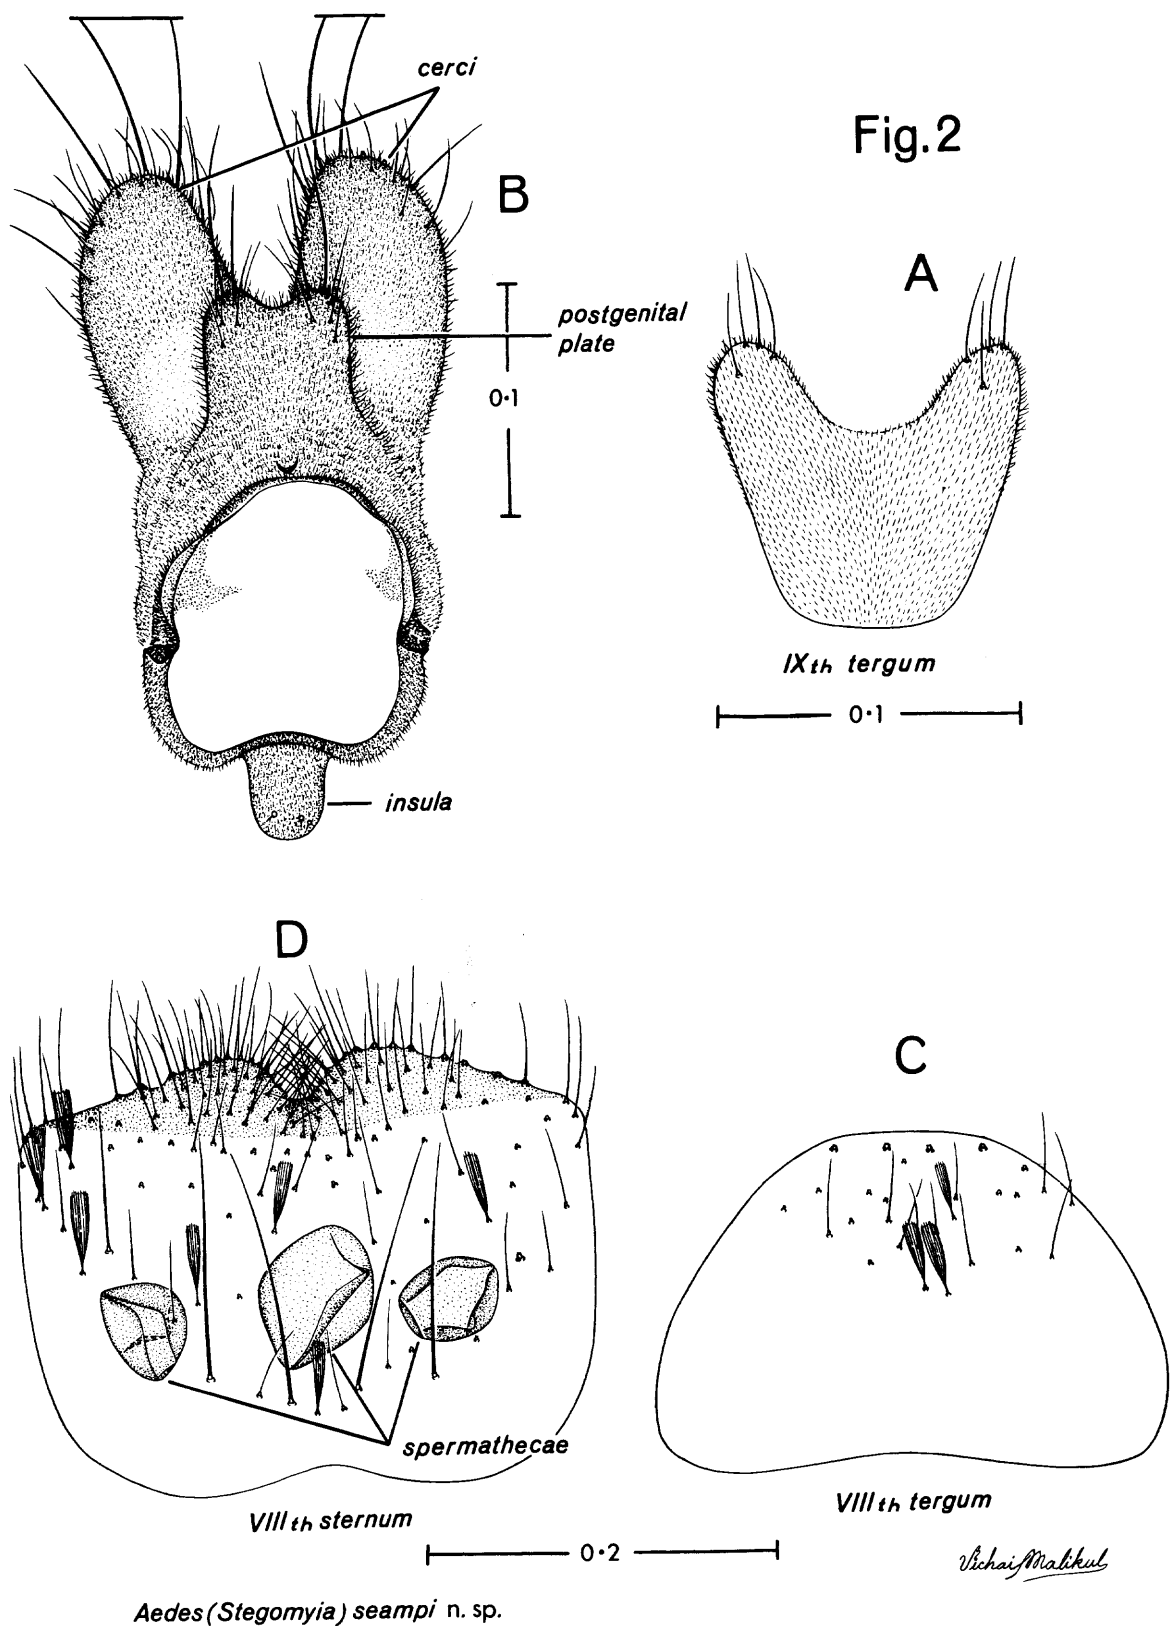 Fig.2
cerci
B
A
postgenital
plate
0·1
IXth tergum
0·1
insula
D
C
spermathecae
VIIIth sternum
VIIIth tergum
0·2
Vichai Malikul
Aedes (Stegomyia) seampi n. sp.